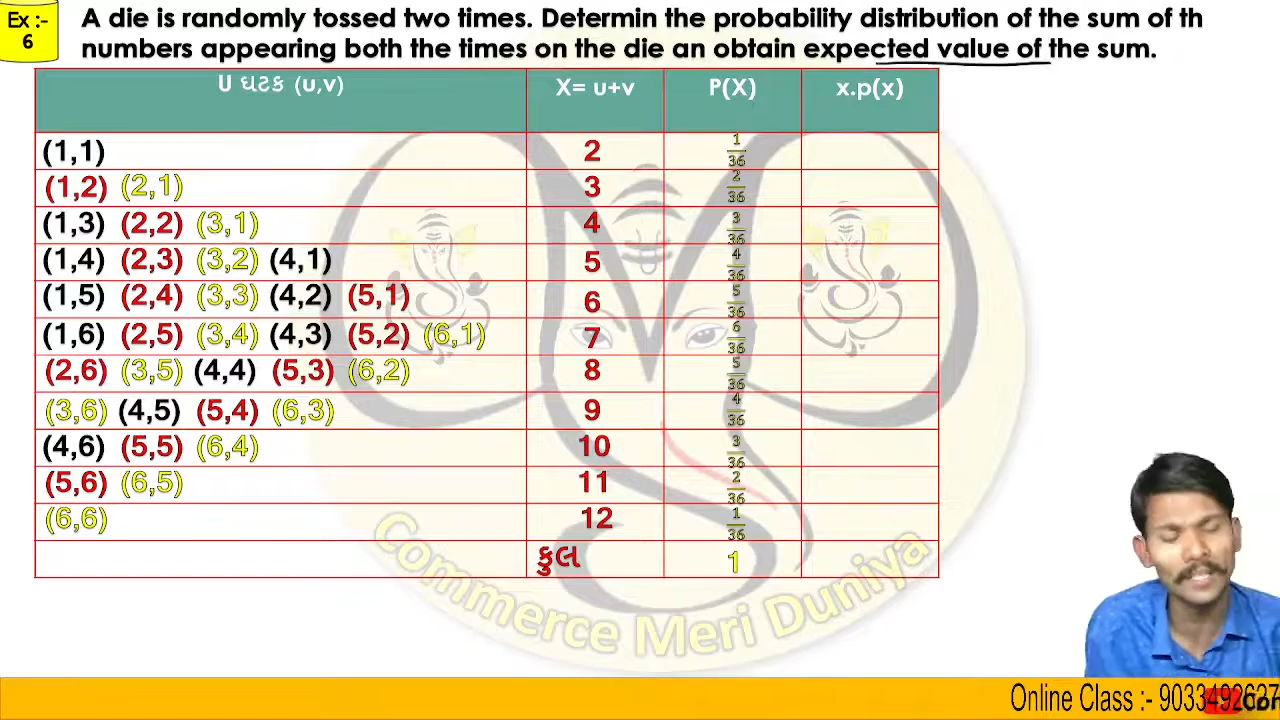 Ex :-
6
A die is randomly tossed two times. Determin the probability distribution of the sum of th
numbers appearing both the times on the die an obtain expected value of the sum.
U ઘટક (u,v) X= u+v P(X) x.p(x)
(1,1) 2 1/36
(1,2) (2,1) 3 2/36
(1,3) (2,2) (3,1) 4 3/36
(1,4) (2,3) (3,2) (4,1) 5 4/36
(1,5) (2,4) (3,3) (4,2) (5,1) 6 5/36
(1,6) (2,5) (3,4) (4,3) (5,2) (6,1) 7 6/36
(2,6) (3,5) (4,4) (5,3) (6,2) 8 5/36
(3,6) (4,5) (5,4) (6,3) 9 4/36
(4,6) (5,5) (6,4) 10 3/36
(5,6) (6,5) 11 2/36
(6,6) 12 1/36
કુલ 1
Commerce Meri Duniya
Online Class :- 9033492627